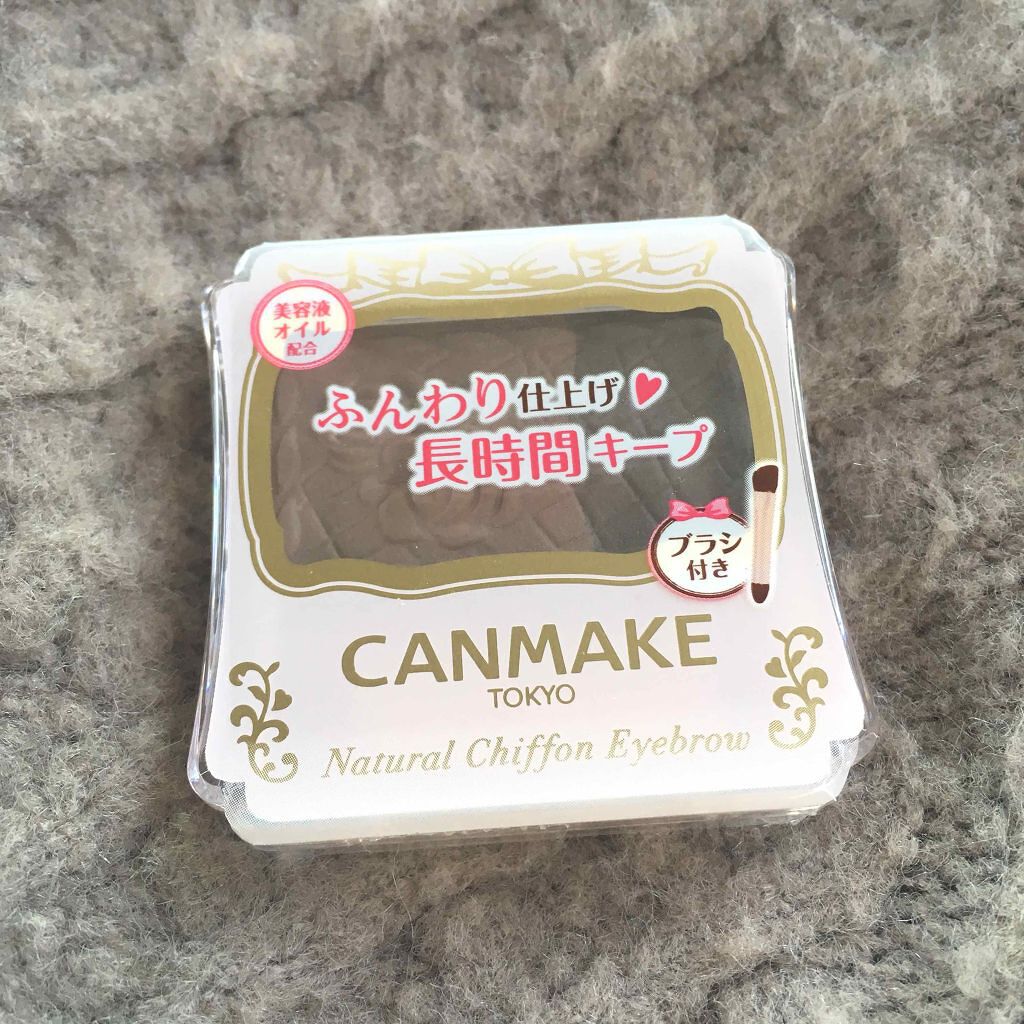 美容液
オイル
配合
ふんわり仕上げ♥
長時間キープ
ブラシ
付き
CANMAKE
TOKYO
Natural Chiffon Eyebrow